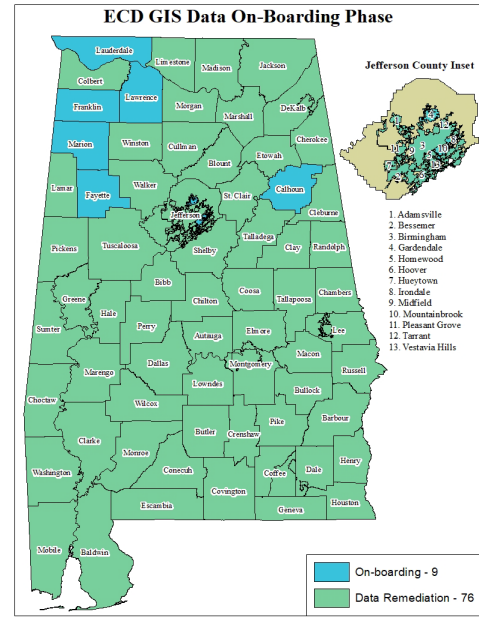 ECD GIS Data On-Boarding Phase
Jefferson County Inset
Lauderdale
Limestone
Madison
Jackson
Colbert
Lawrence
Franklin
Morgan
DeKalb
Marshall
Marion
Winston
Cullman
Cherokee
Etowah
Blount
Lamar
Walker
Fayette
Calhoun
St. Clair
Cleburne
Jefferson
Talladega
Pickens
Tuscaloosa
Shelby
Clay
Randolph
Bibb
Greene
Coosa
Tallapoosa
Chambers
Chilton
Hale
Sumter
Perry
Autauga
Elmore
Lee
Macon
Dallas
Montgomery
Marengo
Russell
Lowndes
Bullock
Choctaw
Wilcox
Pike
Barbour
Butler
Crenshaw
Clarke
Monroe
Henry
Conecuh
Coffee
Dale
Washington
Covington
Escambia
Geneva
Houston
Mobile
Baldwin
1. Adamsville
2. Bessemer
3. Birmingham
4. Gardendale
5. Homewood
6. Hoover
7. Hueytown
8. Irondale
9. Midfield
10. Mountainbrook
11. Pleasant Grove
12. Tarrant
13. Vestavia Hills
On-boarding - 9
Data Remediation - 76